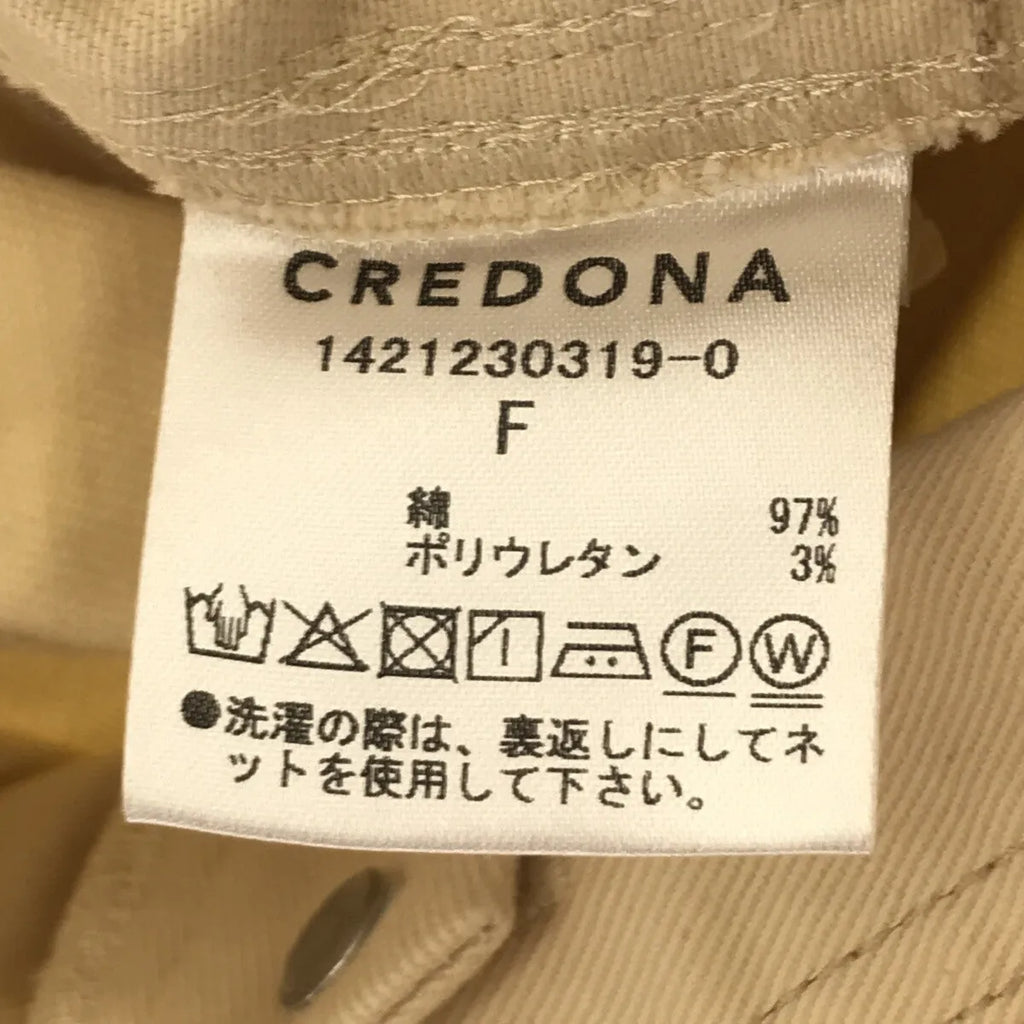 CREDONA
1421230319-0
F
綿 97%
ポリウレタン 3%
F W
●洗濯の際は、裏返しにしてネ
ットを使用して下さい。